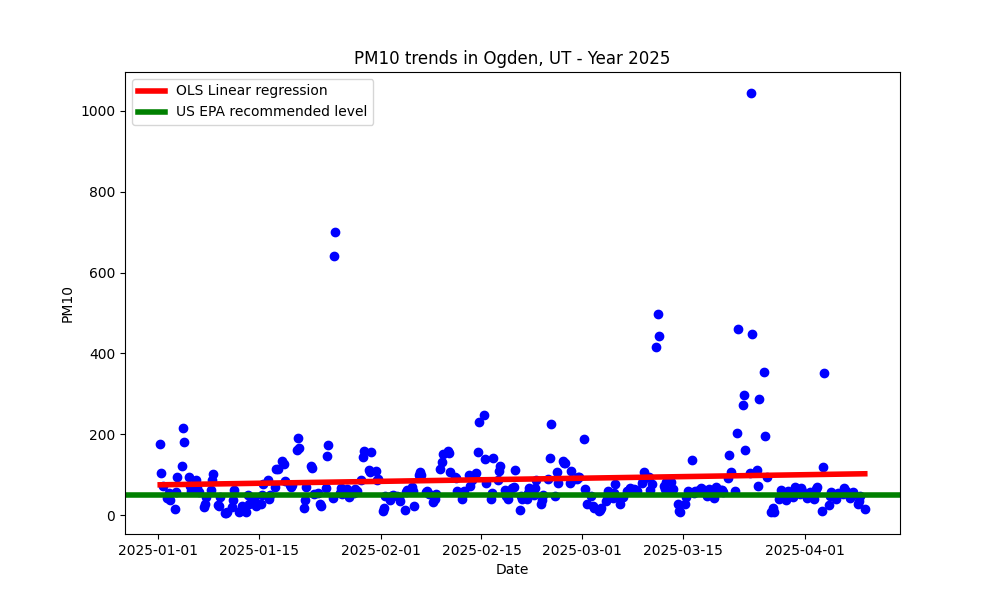 PM10 trends in Ogden, UT - Year 2025
OLS Linear regression
US EPA recommended level
1000
800
600
400
200
0
PM10
2025-01-01 2025-01-15 2025-02-01 2025-02-15 2025-03-01 2025-03-15 2025-04-01
Date